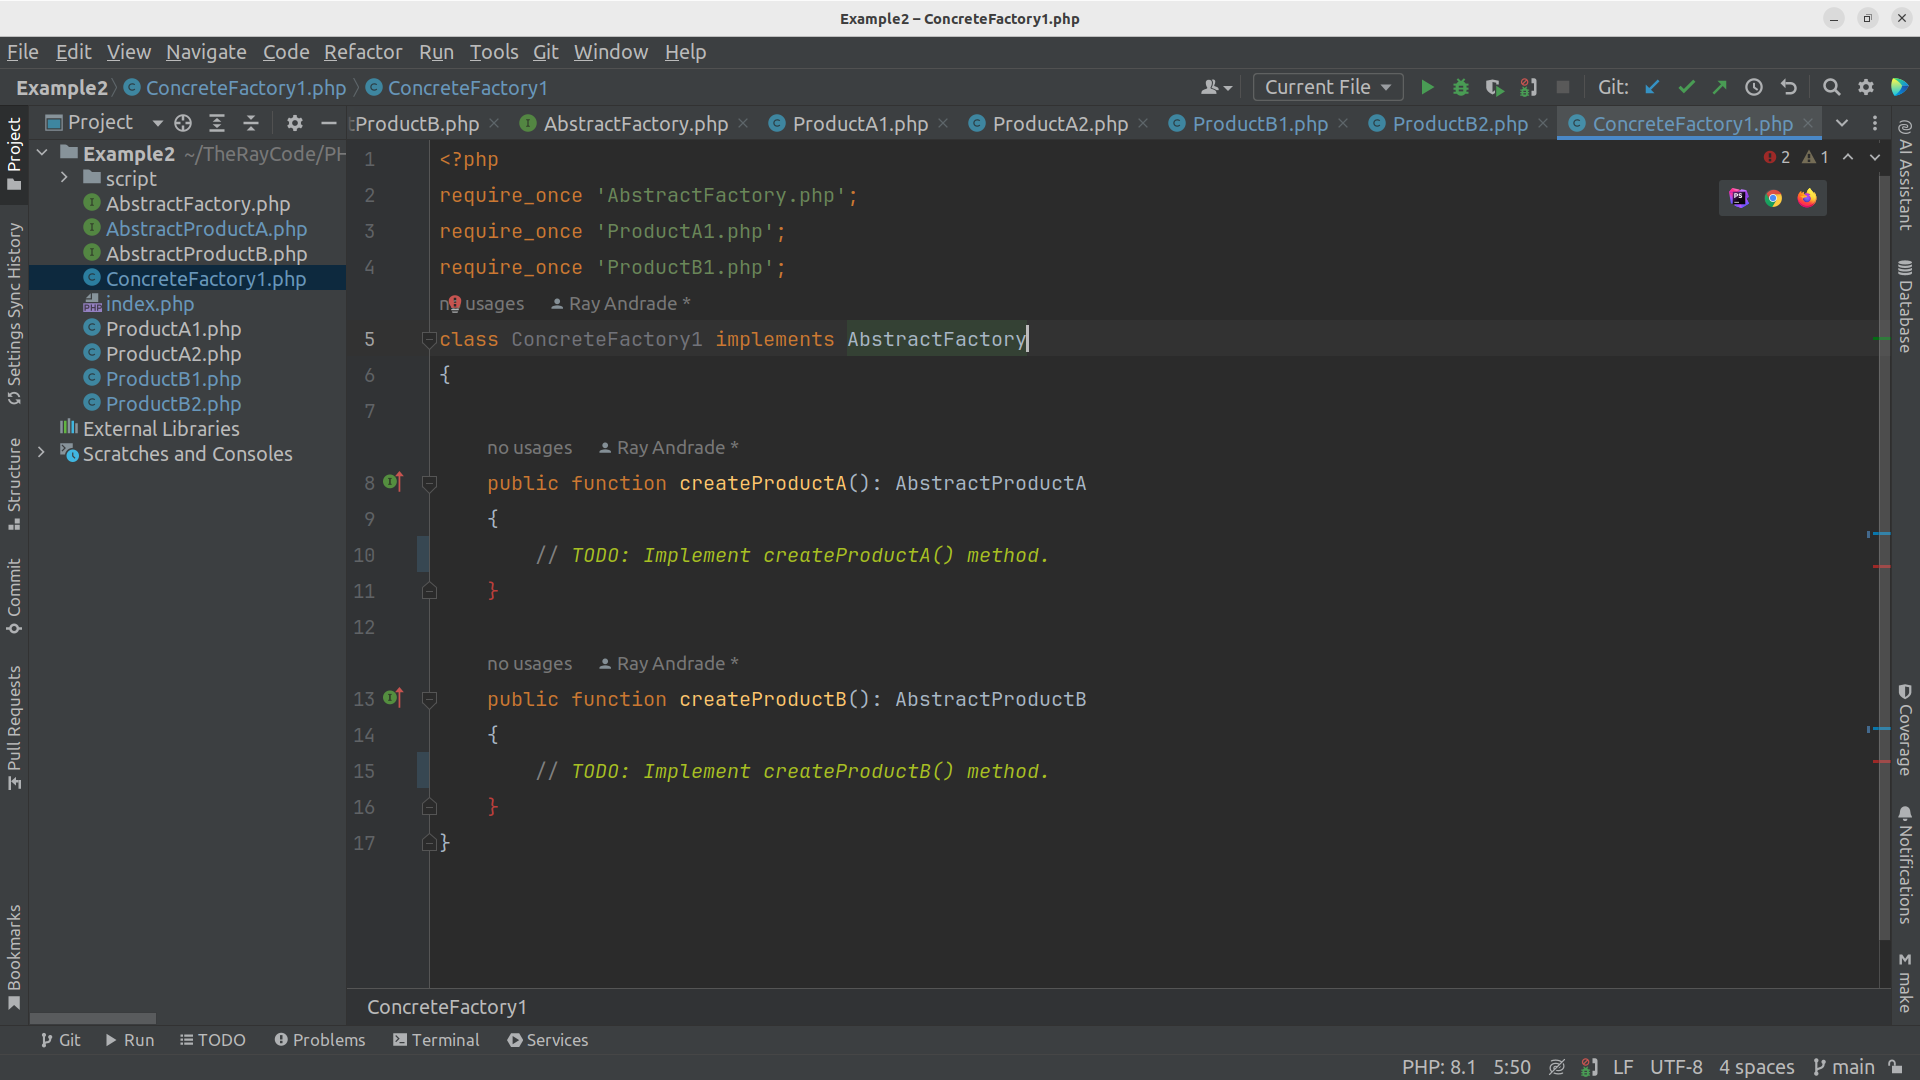 Example2 – ConcreteFactory1.php
File Edit View Navigate Code Refactor Run Tools Git Window Help
Example2 ConcreteFactory1.php ConcreteFactory1 Current File Git:
Project
tProductB.php AbstractFactory.php ProductA1.php ProductA2.php ProductB1.php ProductB2.php ConcreteFactory1.php
Example2 ~/TheRayCode/PH
script
AbstractFactory.php
AbstractProductA.php
AbstractProductB.php
ConcreteFactory1.php
index.php
ProductA1.php
ProductA2.php
ProductB1.php
ProductB2.php
External Libraries
Scratches and Consoles
Project
Settings Sync History
Structure
Commit
Pull Requests
Bookmarks
2 1
1 <?php
2 require_once 'AbstractFactory.php';
3 require_once 'ProductA1.php';
4 require_once 'ProductB1.php';
usages Ray Andrade *
5 class ConcreteFactory1 implements AbstractFactory
6 {
7
no usages Ray Andrade *
8 public function createProductA(): AbstractProductA
9 {
10 // TODO: Implement createProductA() method.
11 }
12
no usages Ray Andrade *
13 public function createProductB(): AbstractProductB
14 {
15 // TODO: Implement createProductB() method.
16 }
17 }
ConcreteFactory1
AI Assistant
Database
Coverage
Notifications
M make
Git Run TODO Problems Terminal Services
PHP: 8.1 5:50 LF UTF-8 4 spaces main